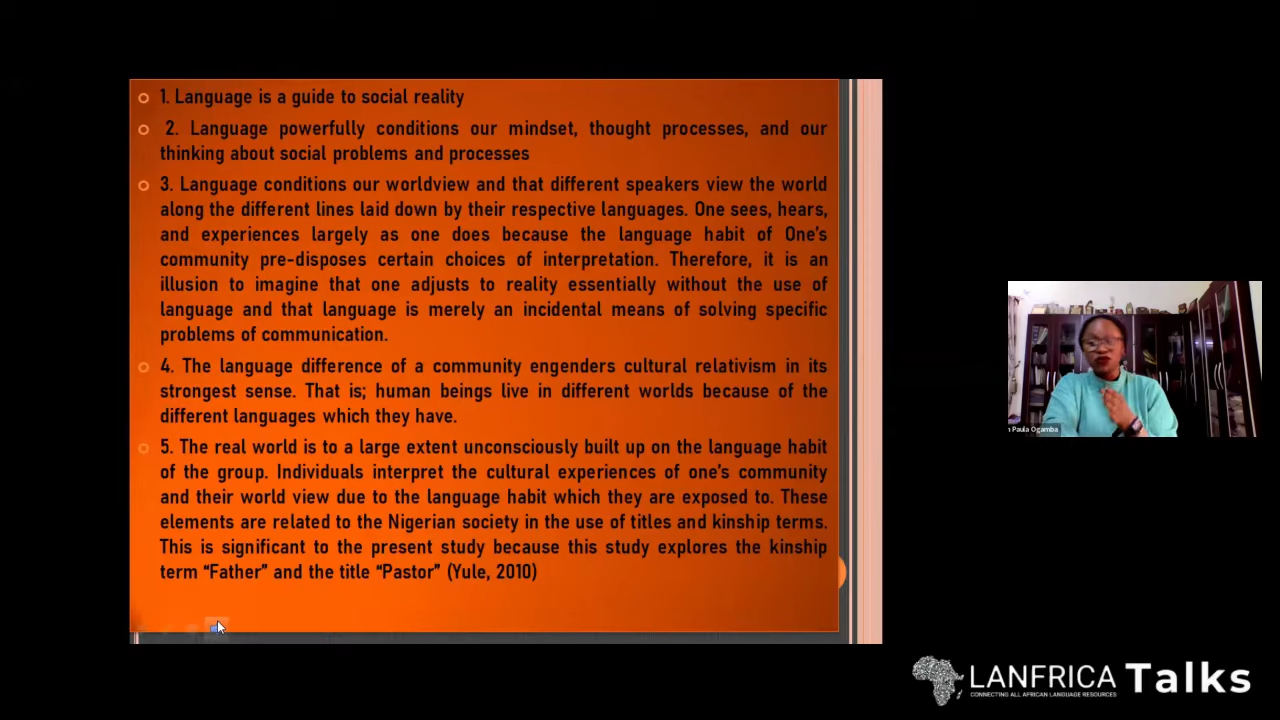 1. Language is a guide to social reality
2. Language powerfully conditions our mindset, thought processes, and our
thinking about social problems and processes
3. Language conditions our worldview and that different speakers view the world
along the different lines laid down by their respective languages. One sees, hears,
and experiences largely as one does because the language habit of One's
community pre-disposes certain choices of interpretation. Therefore, it is an
illusion to imagine that one adjusts to reality essentially without the use of
language and that language is merely an incidental means of solving specific
problems of communication.
4. The language difference of a community engenders cultural relativism in its
strongest sense. That is; human beings live in different worlds because of the
different languages which they have.
5. The real world is to a large extent unconsciously built up on the language habit
of the group. Individuals interpret the cultural experiences of one's community
and their world view due to the language habit which they are exposed to. These
elements are related to the Nigerian society in the use of titles and kinship terms.
This is significant to the present study because this study explores the kinship
term “Father” and the title “Pastor” (Yule, 2010)
n Paula Ogamba
LANFRICA Talks
CONNECTING ALL AFRICAN LANGUAGE RESOURCES